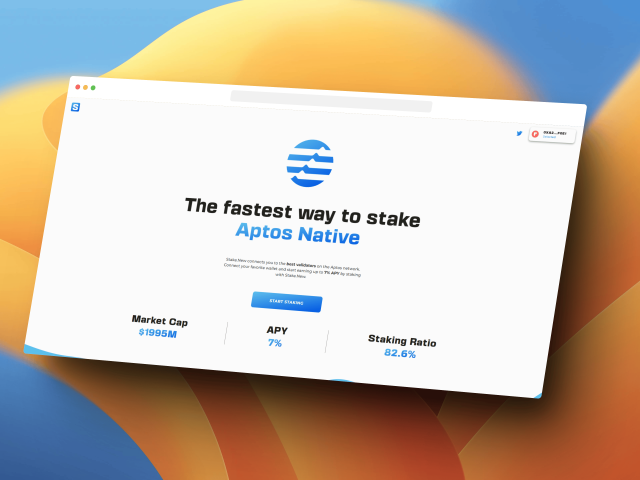 S
The fastest way to stake
Aptos Native
Stake.New connects you to the best validators on the Aptos network.
Connect your favorite wallet and start earning up to 7% APY by staking
with Stake.New.
START STAKING
Market Cap
$1995M
APY
7%
Staking Ratio
82.6%